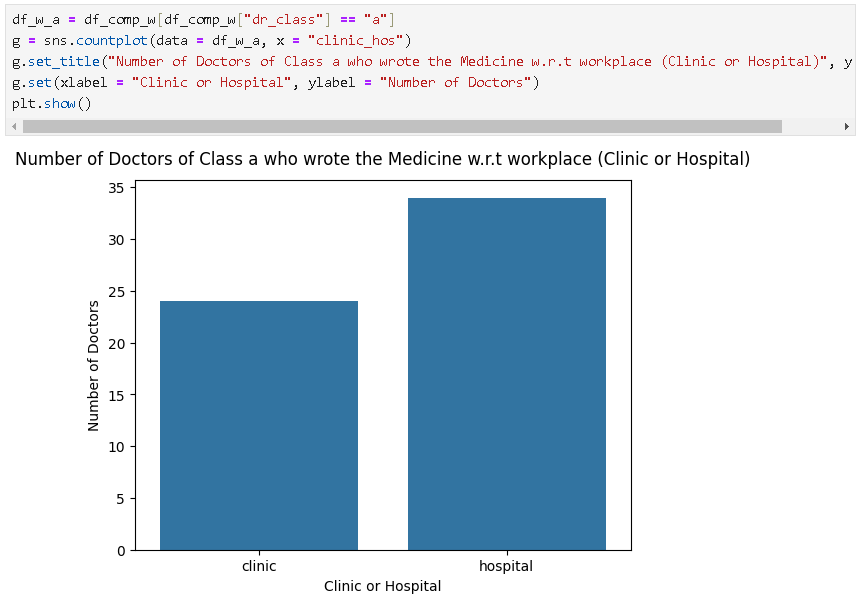 df_w_a = df_comp_w[df_comp_w["dr_class"] == "a"]
g = sns.countplot(data = df_w_a, x = "clinic_hos")
g.set_title("Number of Doctors of Class a who wrote the Medicine w.r.t workplace (Clinic or Hospital)", y
g.set(xlabel = "Clinic or Hospital", ylabel = "Number of Doctors")
plt.show()
Number of Doctors of Class a who wrote the Medicine w.r.t workplace (Clinic or Hospital)
35
30
25
20
15
10
5
0
Number of Doctors
clinic hospital
Clinic or Hospital